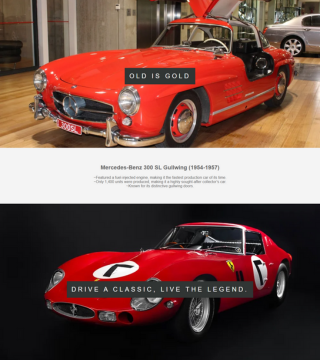 OLD IS GOLD
300SL
Mercedes-Benz 300 SL Gullwing (1954-1957)
- Featured a fuel-injected engine, making it the fastest production car of its time.
- Only 1,400 units were produced, making it a highly sought-after collector's car.
- Known for its distinctive gullwing doors.
DRIVE A CLASSIC, LIVE THE LEGEND.